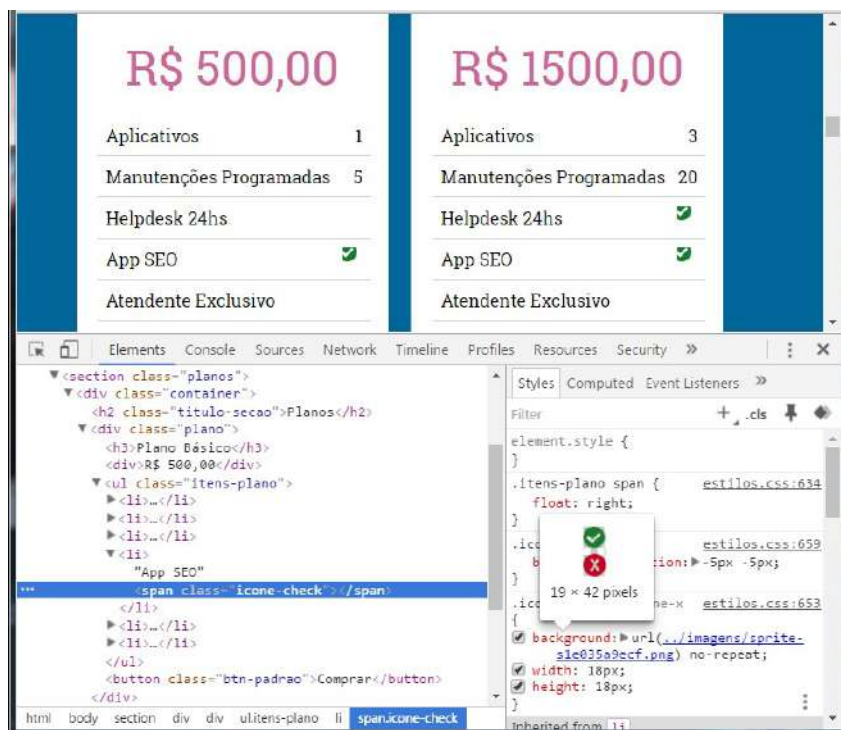 R$ 500,00
Aplicativos 1
Manutenções Programadas 5
Helpdesk 24hs
App SEO
Atendente Exclusivo
R$ 1500,00
Aplicativos 3
Manutenções Programadas 20
Helpdesk 24hs
App SEO
Atendente Exclusivo
Elements Console Sources Network Timeline Profiles Resources Security »
▼<section class="planos">
▼<div class="container">
<h2 class="titulo-secao">Planos</h2>
▼<div class="plano">
<h3>Plano Básico</h3>
<div>R$ 500,00</div>
▼<ul class="itens-plano">
▶<li>…</li>
▶<li>…</li>
▶<li>…</li>
▼<li>
"App SEO"
<span class="icone-check"></span>
</li>
▶<li>…</li>
▶<li>…</li>
</ul>
<button class="btn-padrao">Comprar</button>
</div>
html body section div div ul.itens-plano li span.icone-check
Styles Computed Event Listeners »
Filter + .cls
element.style {
}
.itens-plano span { estilos.css:634
float: right;
}
.ico estilos.css:659
b ion:▶-5px -5px;
}
.ico ne-x estilos.css:653
{
19 × 42 pixels
background:▶url(../imagens/sprite-
s1e035a9ecf.png) no-repeat;
width: 18px;
height: 18px;
}
Inherited from li